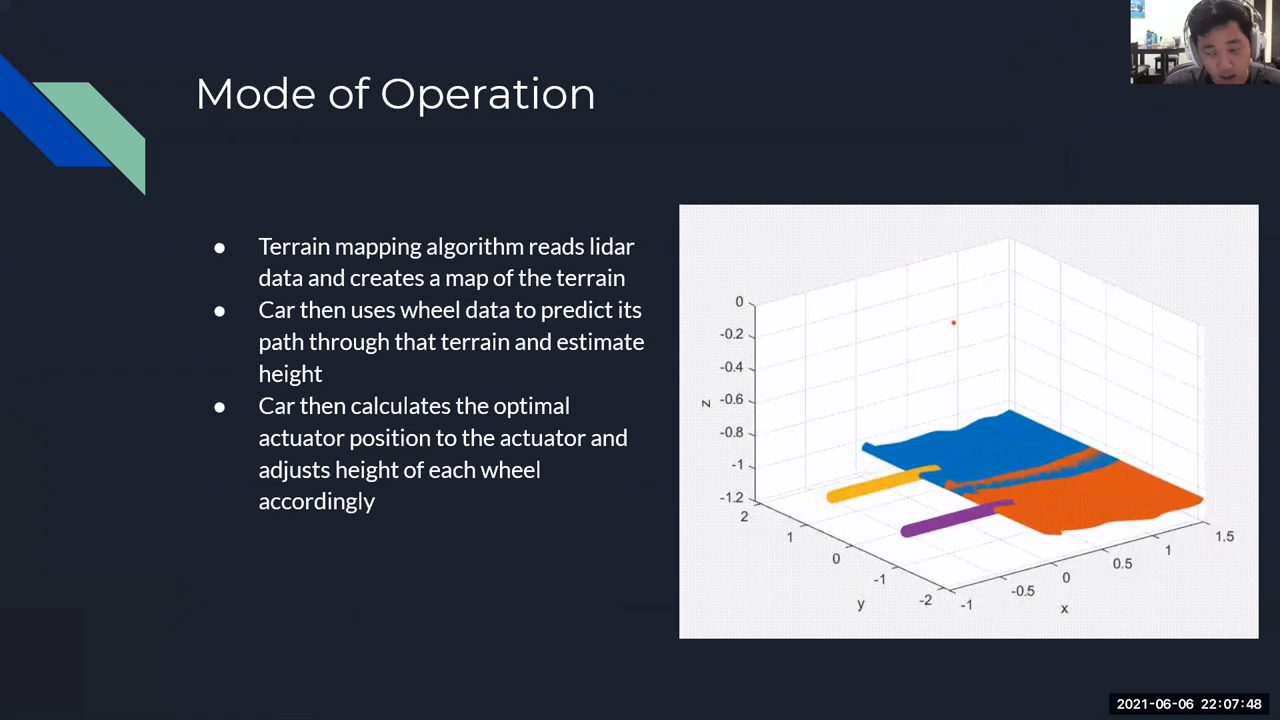 Mode of Operation
● Terrain mapping algorithm reads lidar
data and creates a map of the terrain
● Car then uses wheel data to predict its
path through that terrain and estimate
height
● Car then calculates the optimal
actuator position to the actuator and
adjusts height of each wheel
accordingly
0
-0.2
-0.4
-0.6
-0.8
-1
-1.2
z
2
1
0
-1
-2
y
-1
-0.5
0
0.5
1
1.5
x
2021-06-06 22:07:48